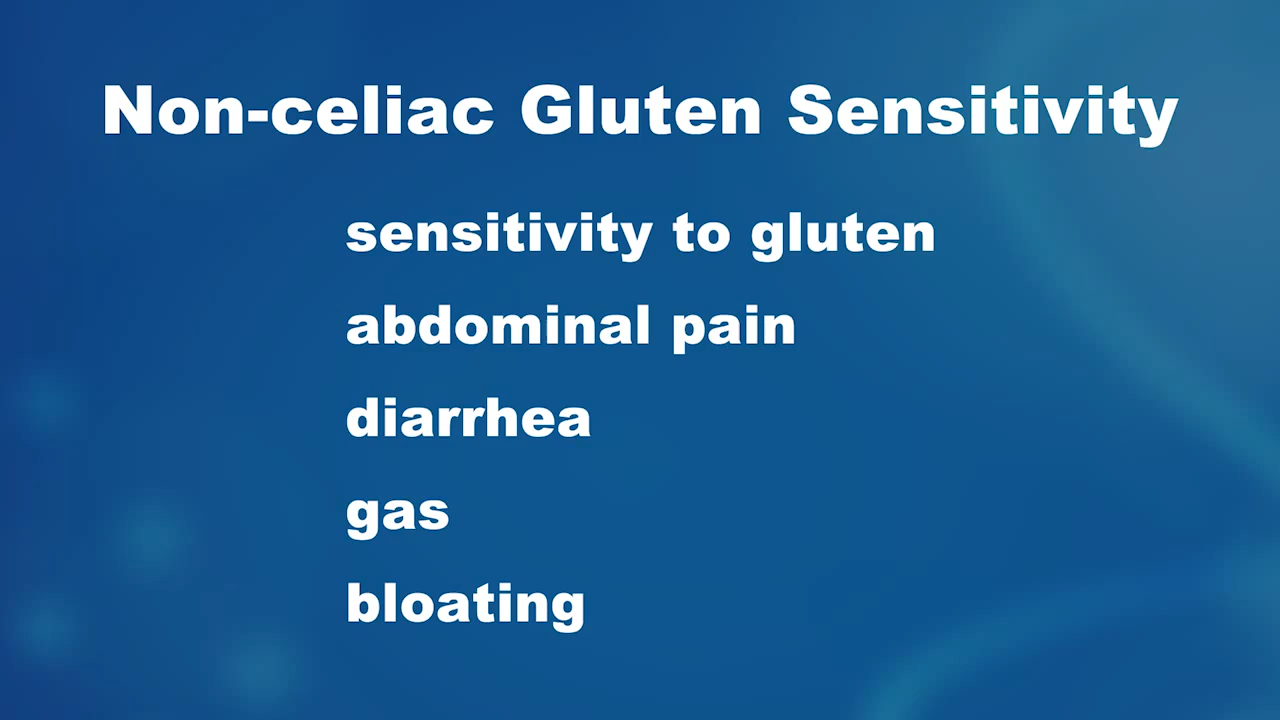 Non-celiac Gluten Sensitivity
sensitivity to gluten
abdominal pain
diarrhea
gas
bloating